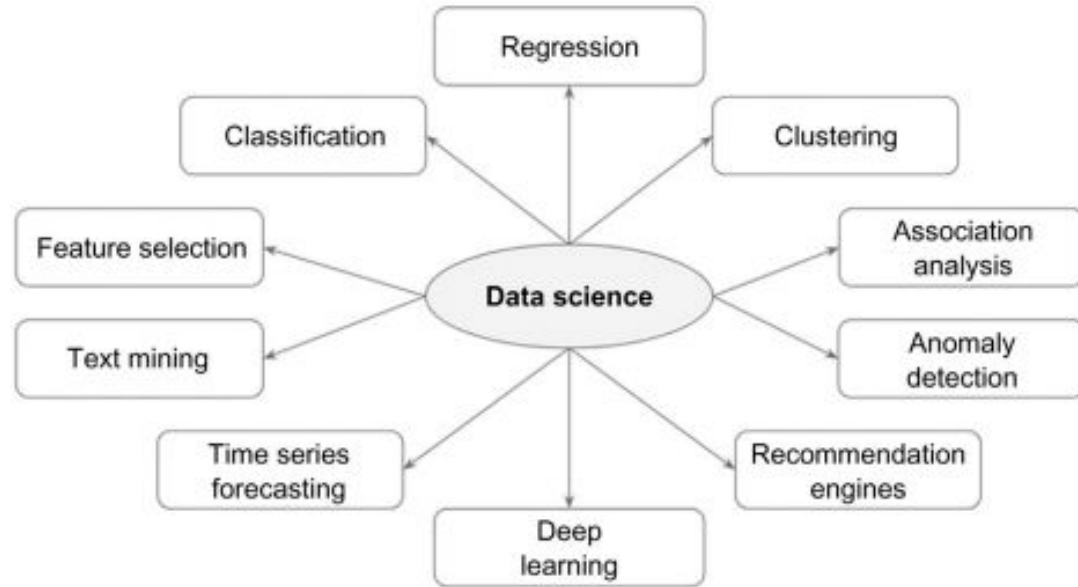 Regression
Classification
Clustering
Feature selection
Association
analysis
Data science
Text mining
Anomaly
detection
Time series
forecasting
Recommendation
engines
Deep
learning